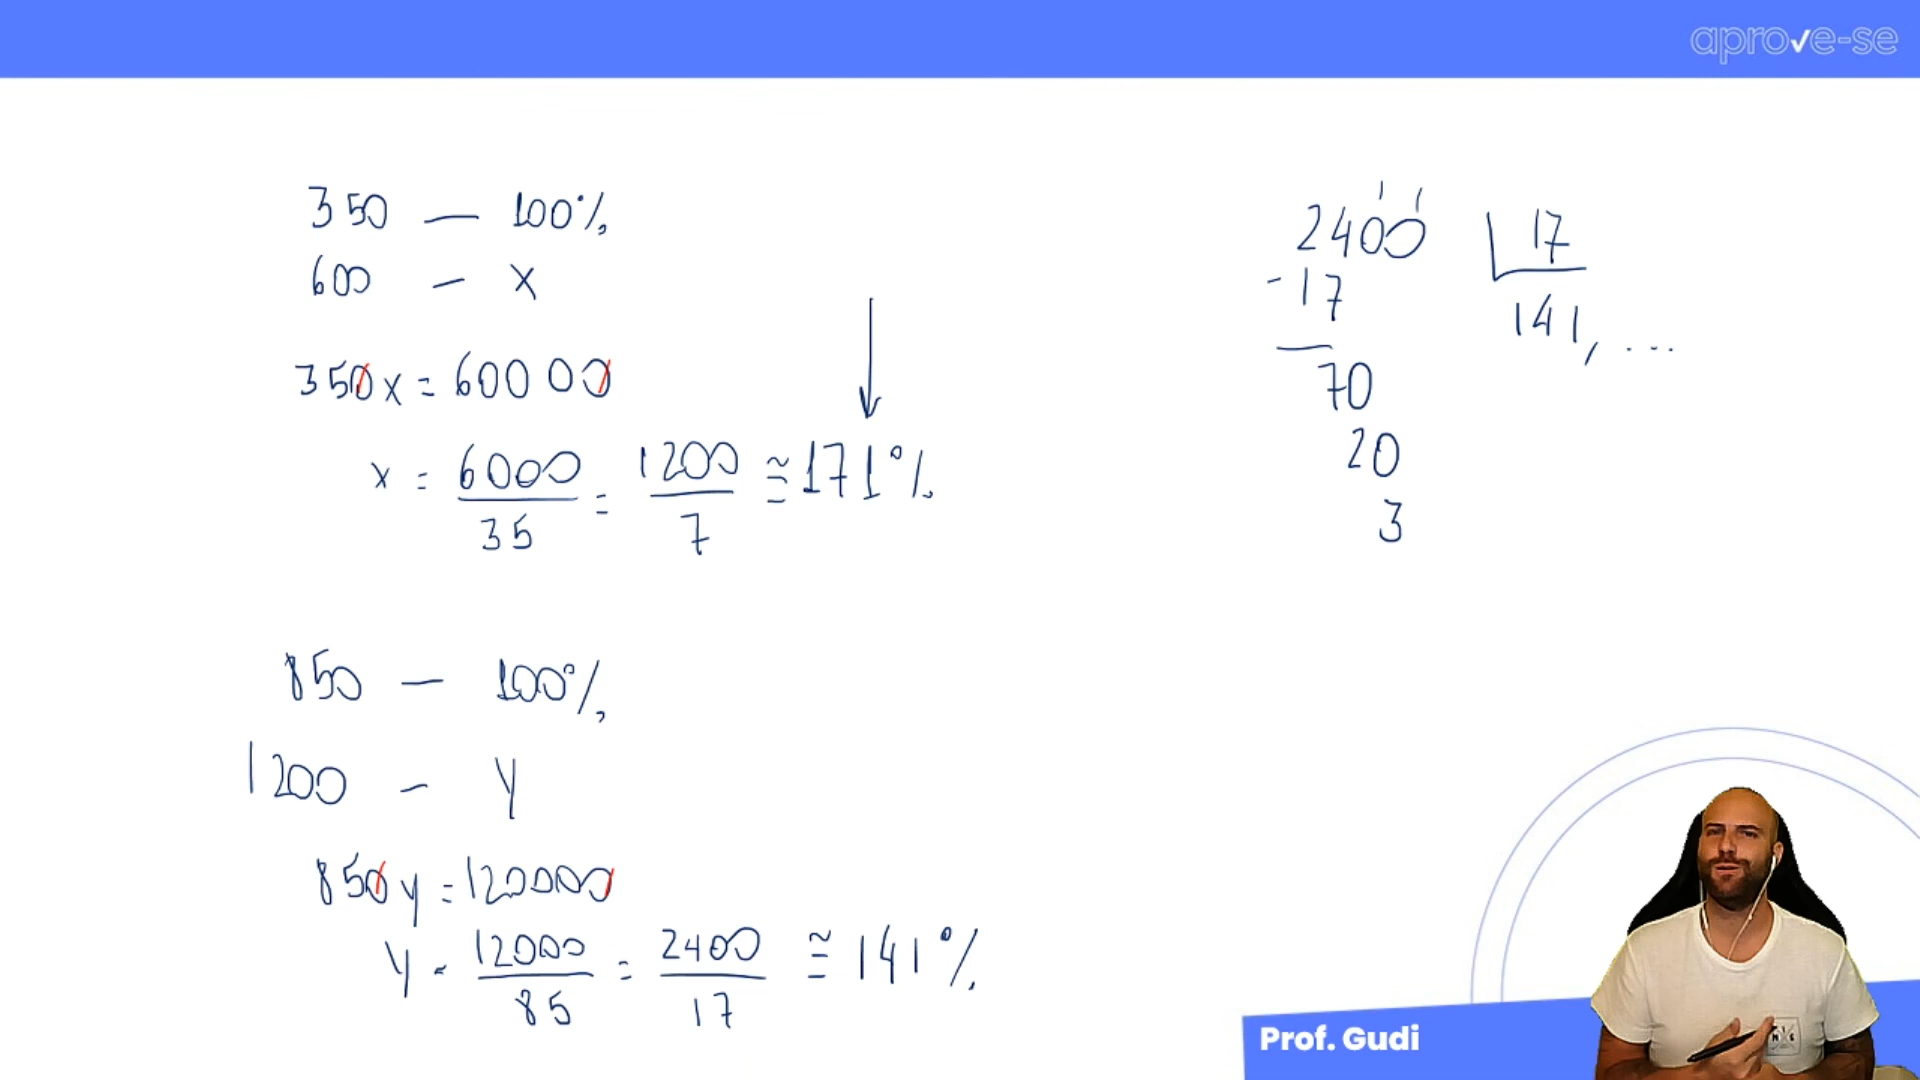 aprove-se
350 — 100%
600 — x
350x = 60000
x = 6000/35 = 1200/7 ≅ 171%
2400 | 17
-17 141, ...
70
20
3
850 — 100%
1200 — y
850y = 120000
y = 12000/85 = 2400/17 ≅ 141%
Prof. Gudi